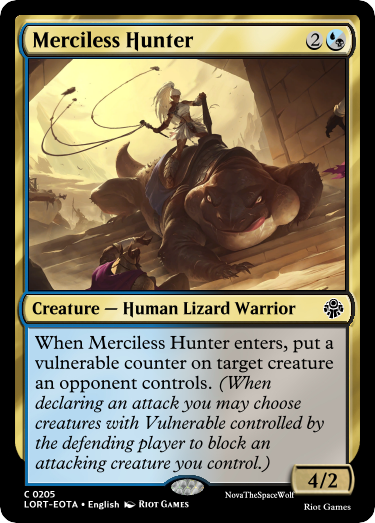 Merciless Hunter 2
Creature — Human Lizard Warrior
When Merciless Hunter enters, put a
vulnerable counter on target creature
an opponent controls. (When
declaring an attack you may choose
creatures with Vulnerable controlled by
the defending player to block an
attacking creature you control.)
4/2
C 0205
LORT-EOTA • English Riot Games
NovaTheSpaceWolf
Riot Games